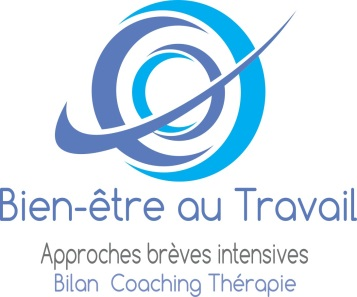 Bien-être au Travail
Approches brèves intensives
Bilan Coaching Thérapie